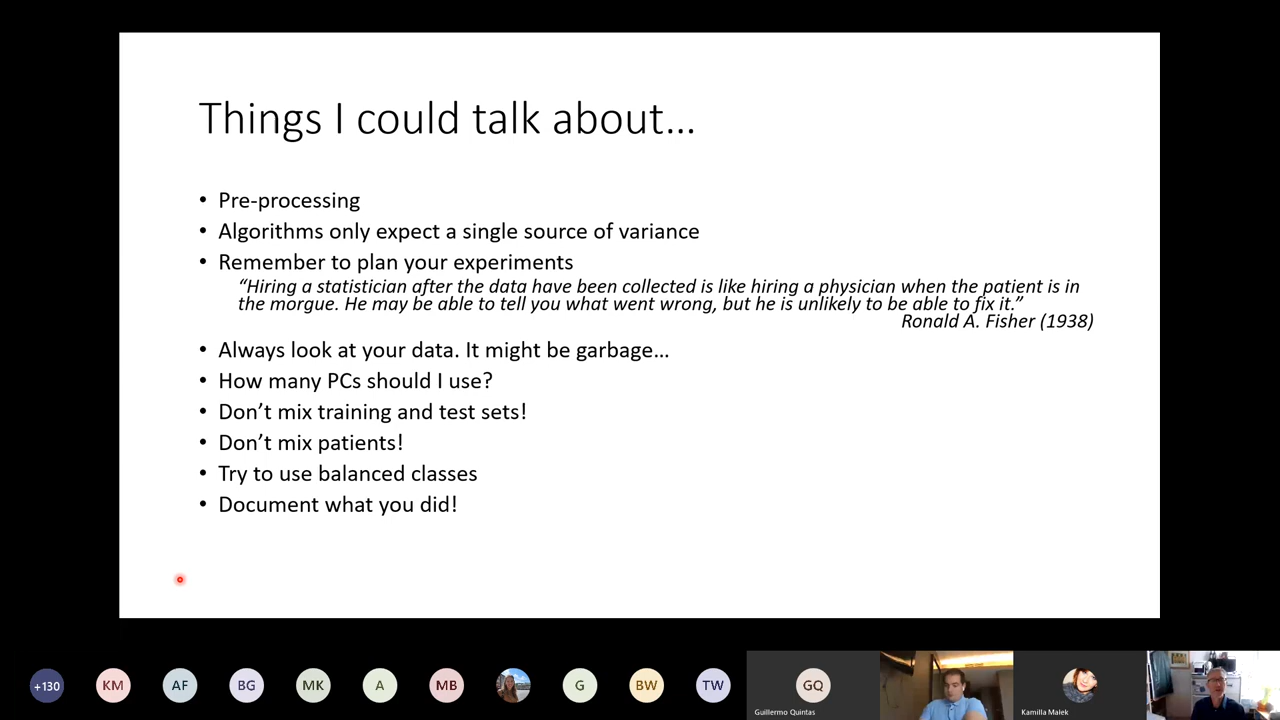 Things I could talk about…
• Pre-processing
• Algorithms only expect a single source of variance
• Remember to plan your experiments
“Hiring a statistician after the data have been collected is like hiring a physician when the patient is in
the morgue. He may be able to tell you what went wrong, but he is unlikely to be able to fix it.”
Ronald A. Fisher (1938)
• Always look at your data. It might be garbage…
• How many PCs should I use?
• Don’t mix training and test sets!
• Don’t mix patients!
• Try to use balanced classes
• Document what you did!
+130 KM AF BG MK A MB G BW TW GQ
Guillermo Quintas Kamilla Małek